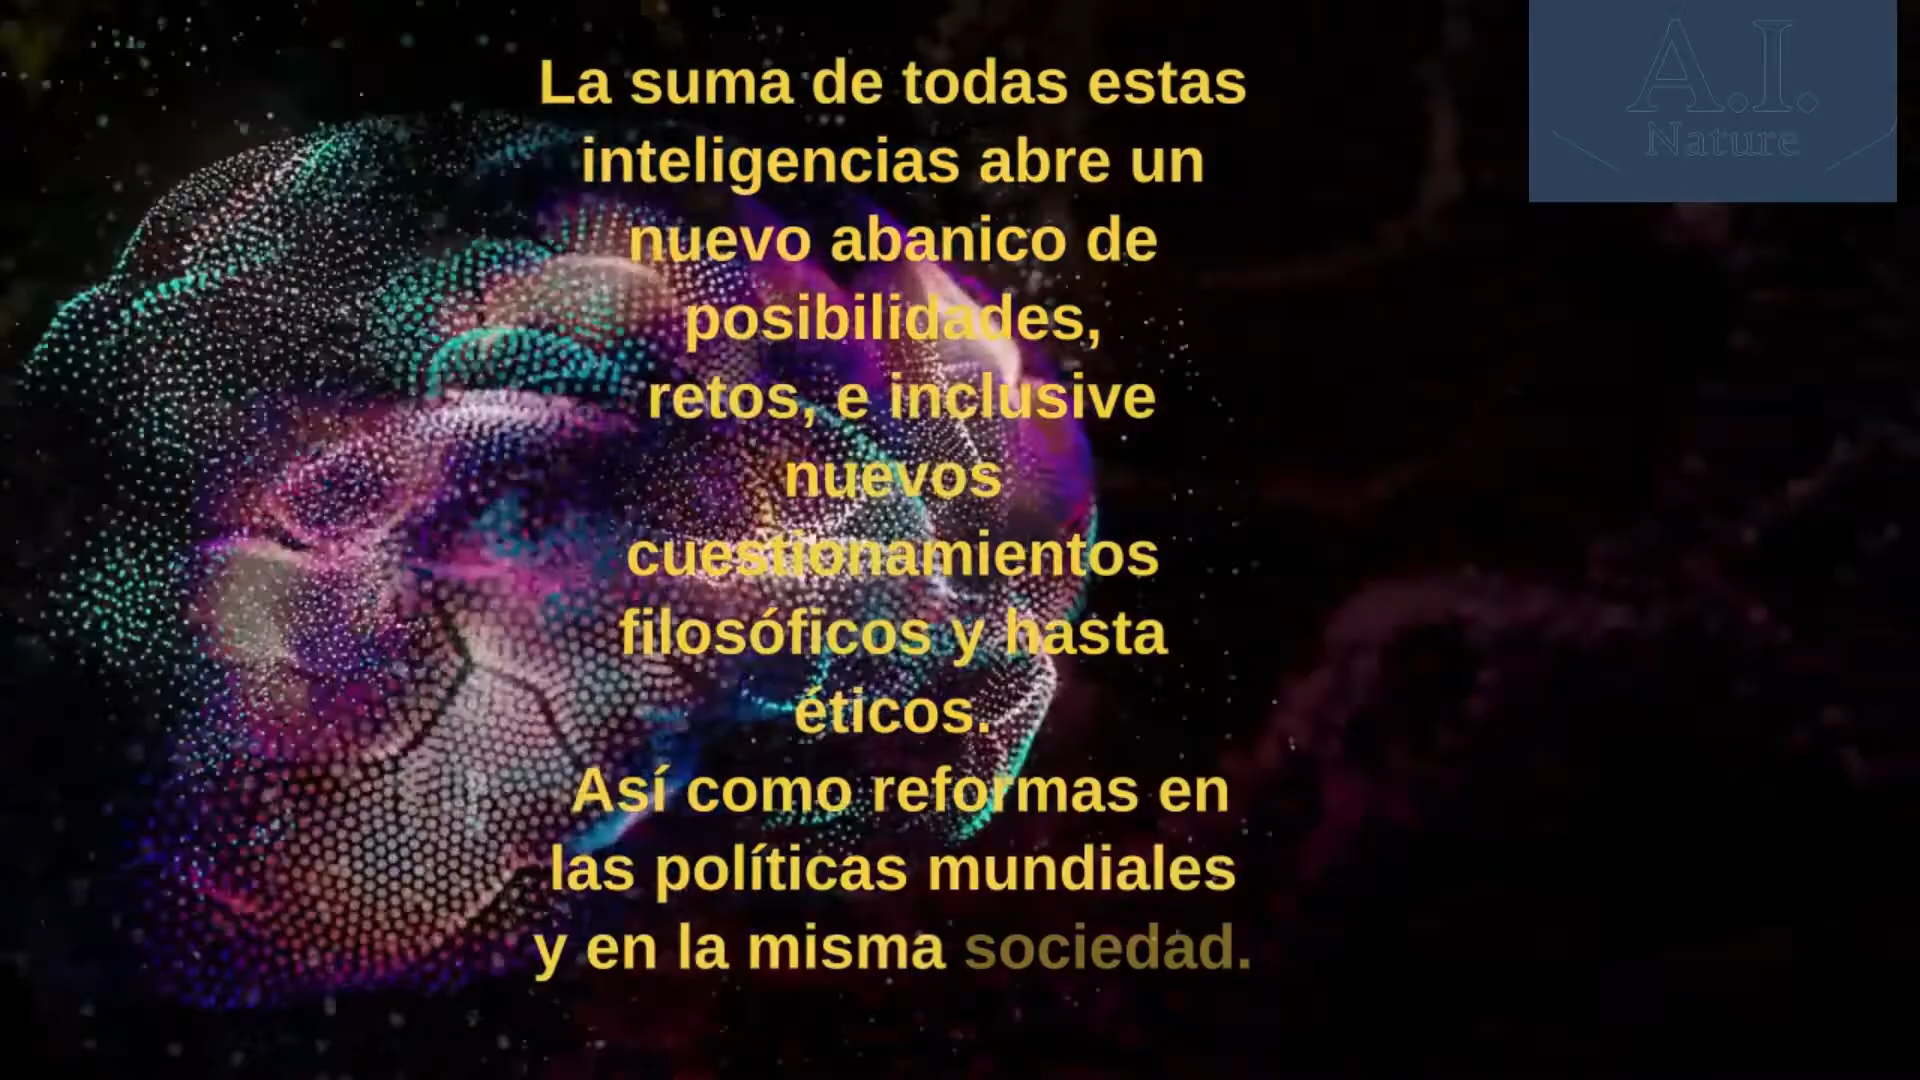 La suma de todas estas
inteligencias abre un
nuevo abanico de
posibilidades,
retos, e inclusive
nuevos
cuestionamientos
filosóficos y hasta
éticos.
Así como reformas en
las políticas mundiales
y en la misma sociedad.
A.I.
Nature